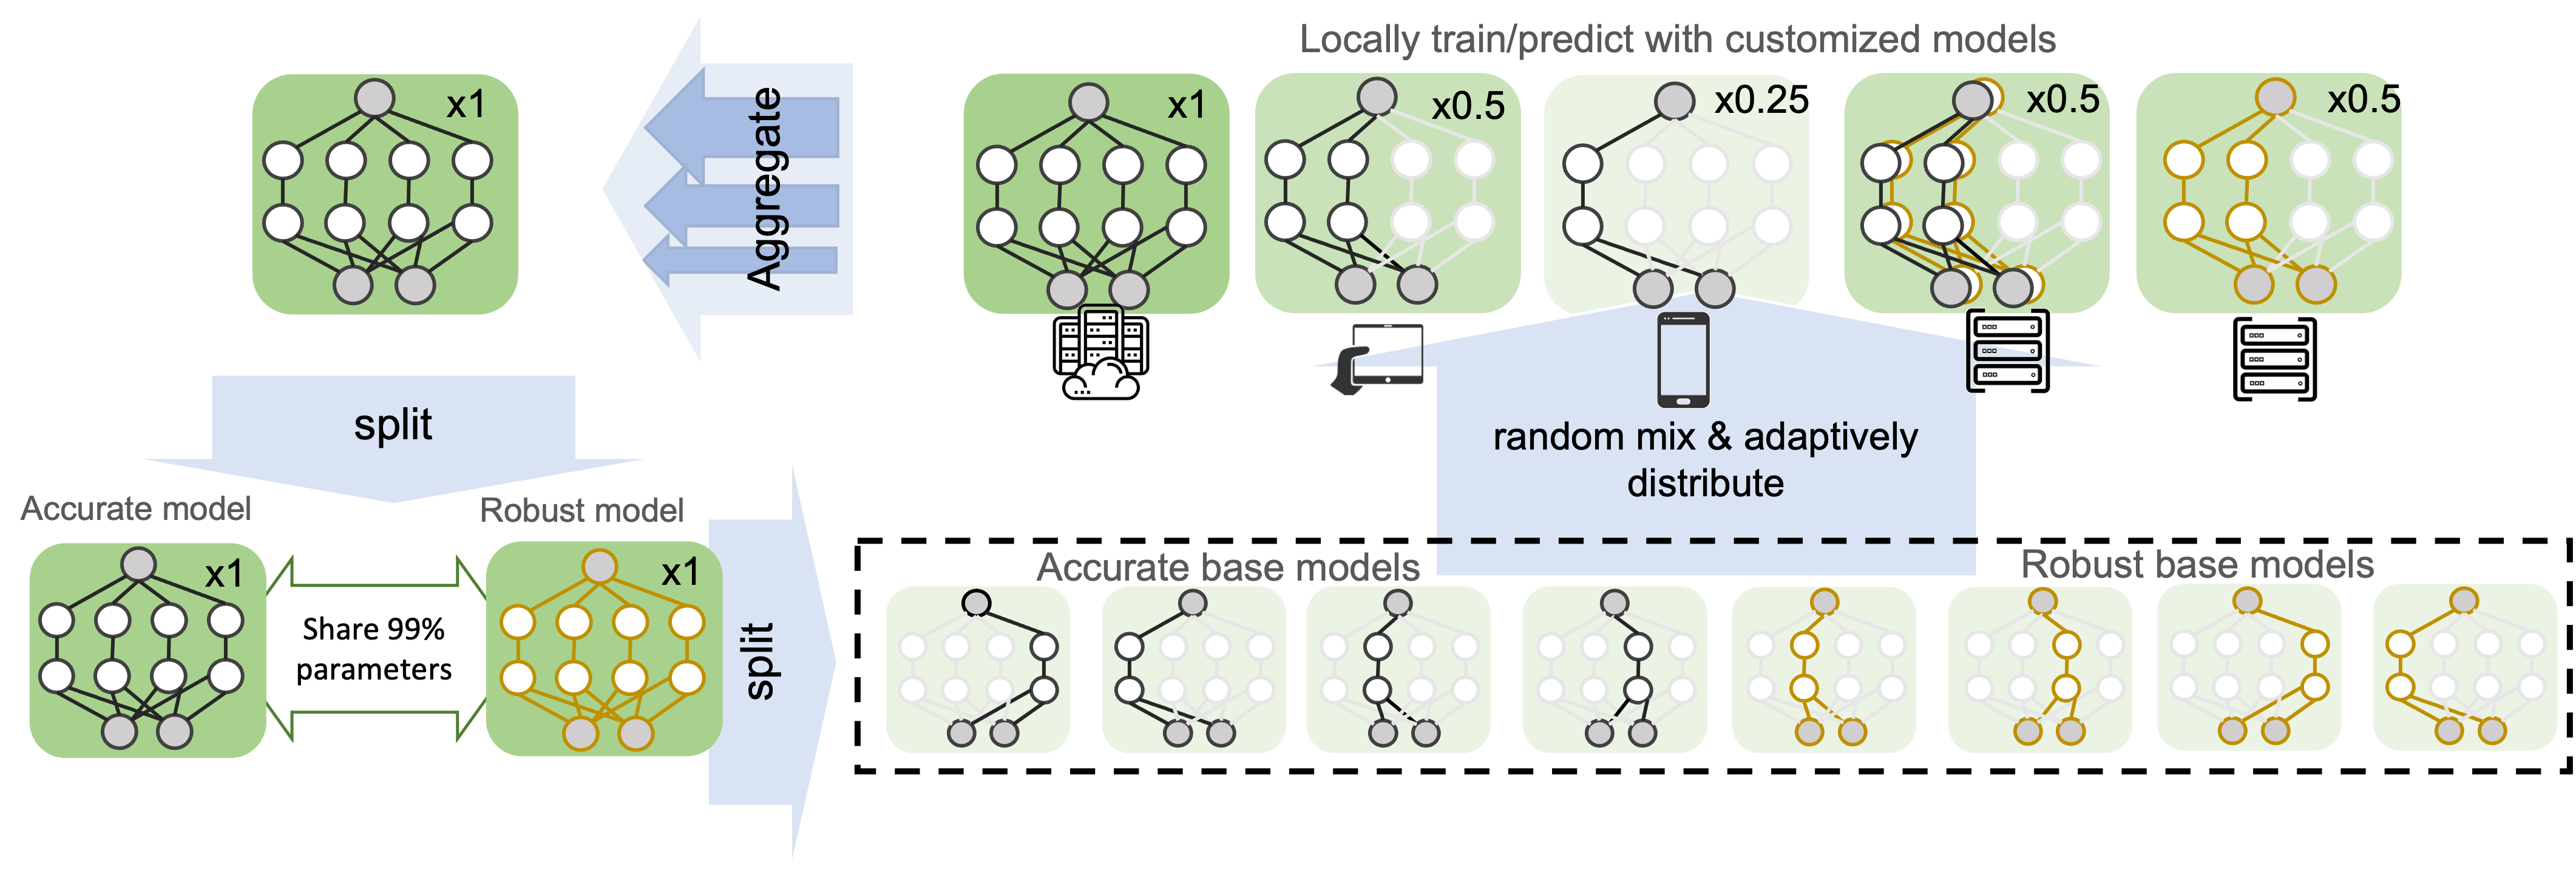 Locally train/predict with customized models
x1
Aggregate
x1
x0.5
x0.25
x0.5
x0.5
split
random mix & adaptively
distribute
Accurate model
Robust model
x1
Share 99%
parameters
x1
split
Accurate base models
Robust base models